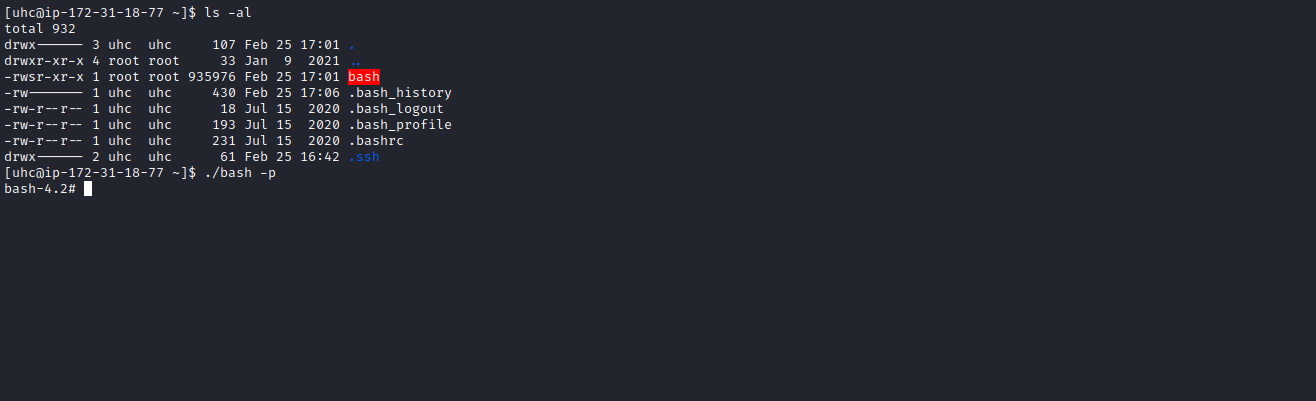 [uhc@ip-172-31-18-77 ~]$ ls -al
total 932
drwx------ 3 uhc  uhc     107 Feb 25 17:01 .
drwxr-xr-x 4 root root     33 Jan  9  2021 ..
-rwsr-xr-x 1 root root 935976 Feb 25 17:01 bash
-rw------- 1 uhc  uhc     430 Feb 25 17:06 .bash_history
-rw-r--r-- 1 uhc  uhc      18 Jul 15  2020 .bash_logout
-rw-r--r-- 1 uhc  uhc     193 Jul 15  2020 .bash_profile
-rw-r--r-- 1 uhc  uhc     231 Jul 15  2020 .bashrc
drwx------ 2 uhc  uhc      61 Feb 25 16:42 .ssh
[uhc@ip-172-31-18-77 ~]$ ./bash -p
bash-4.2#